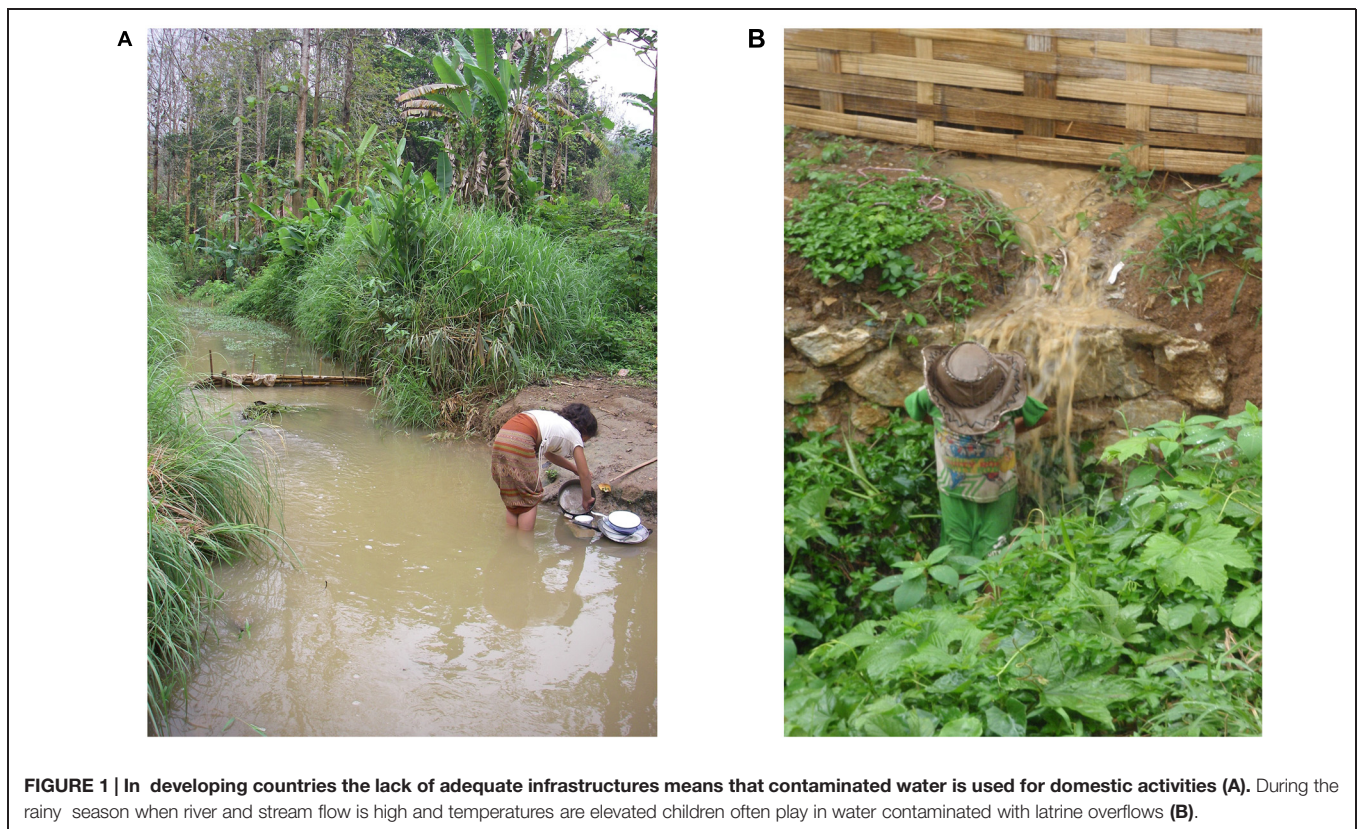 A
B
FIGURE 1 | In developing countries the lack of adequate infrastructures means that contaminated water is used for domestic activities (A). During the
rainy season when river and stream flow is high and temperatures are elevated children often play in water contaminated with latrine overflows (B).